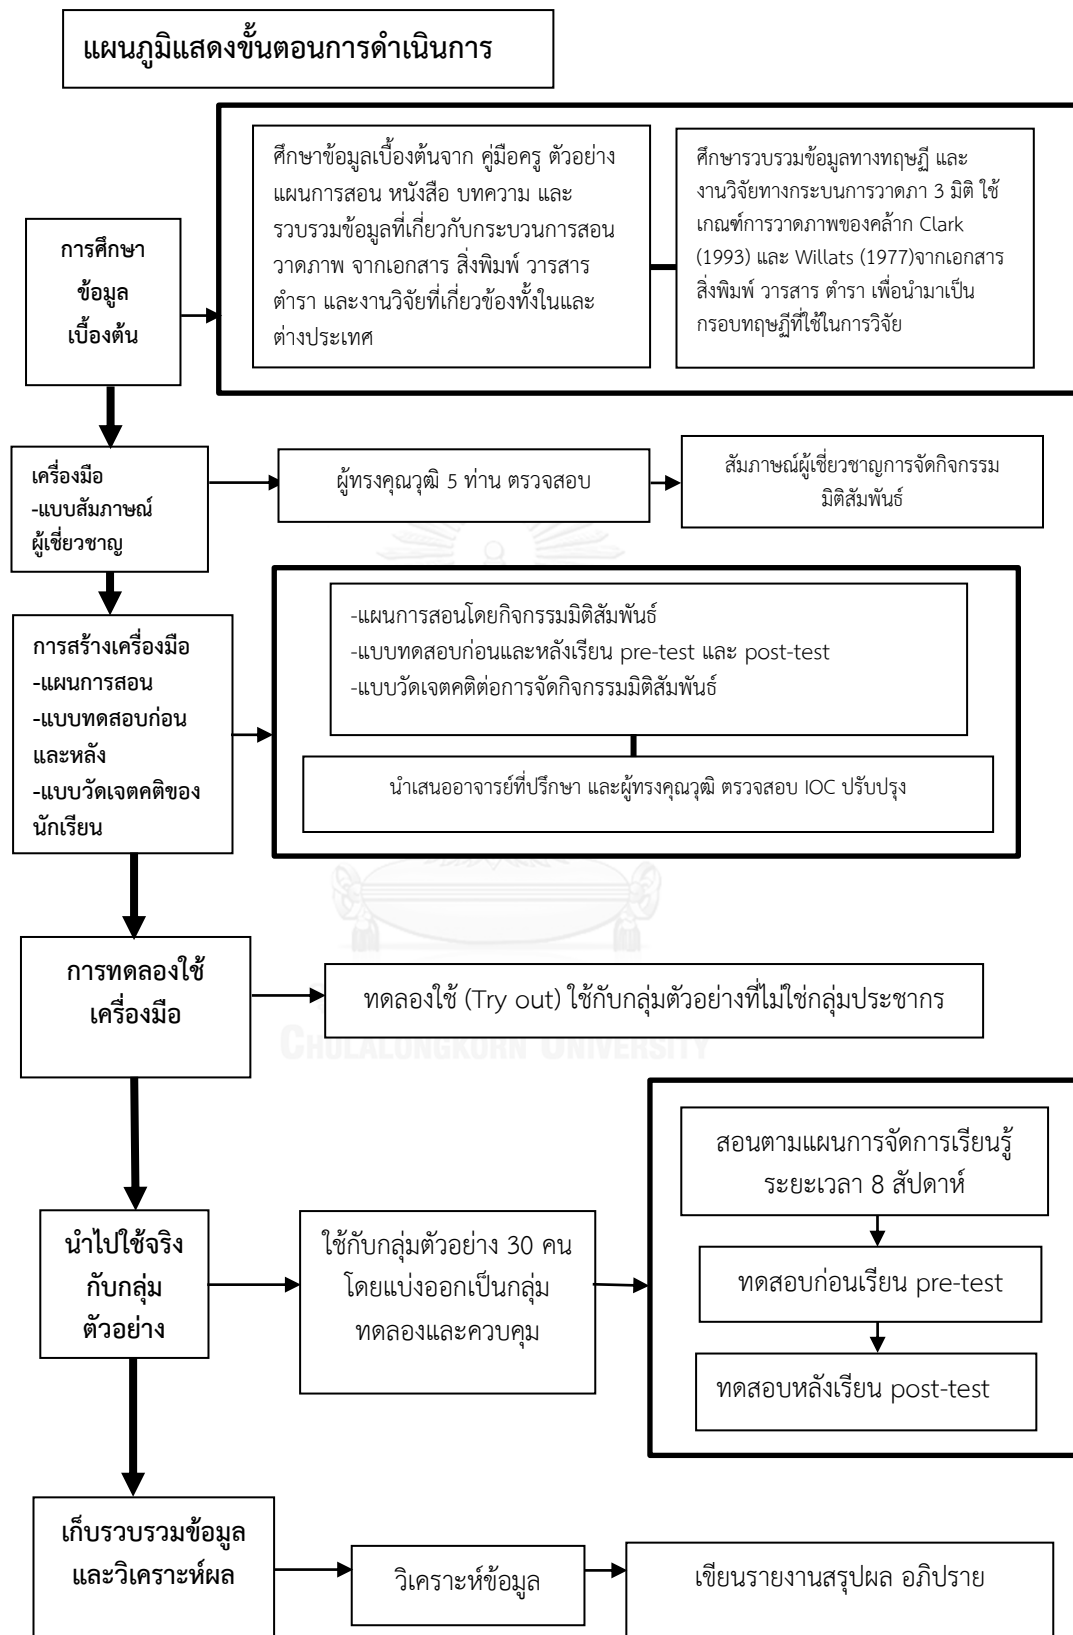 แผนภูมิแสดงขั้นตอนการดำเนินการ
การศึกษา
ข้อมูล
เบื้องต้น
ศึกษาข้อมูลเบื้องต้นจาก คู่มือครู ตัวอย่าง
แผนการสอน หนังสือ บทความ และ
รวบรวมข้อมูลที่เกี่ยวกับกระบวนการสอน
วาดภาพ จากเอกสาร สิ่งพิมพ์ วารสาร
ตำรา และงานวิจัยที่เกี่ยวข้องทั้งในและ
ต่างประเทศ
ศึกษารวบรวมข้อมูลทางทฤษฎี และ
งานวิจัยทางกระบนการวาดภา 3 มิติ ใช้
เกณฑ์การวาดภาพของคล้าก Clark
(1993) และ Willats (1977)จากเอกสาร
สิ่งพิมพ์ วารสาร ตำรา เพื่อนำมาเป็น
กรอบทฤษฎีที่ใช้ในการวิจัย
เครื่องมือ
-แบบสัมภาษณ์
ผู้เชี่ยวชาญ
ผู้ทรงคุณวุฒิ 5 ท่าน ตรวจสอบ
สัมภาษณ์ผู้เชี่ยวชาญการจัดกิจกรรม
มิติสัมพันธ์
การสร้างเครื่องมือ
-แผนการสอน
-แบบทดสอบก่อน
และหลัง
-แบบวัดเจตคติของ
นักเรียน
-แผนการสอนโดยกิจกรรมมิติสัมพันธ์
-แบบทดสอบก่อนและหลังเรียน pre-test และ post-test
-แบบวัดเจตคติต่อการจัดกิจกรรมมิติสัมพันธ์
นำเสนออาจารย์ที่ปรึกษา และผู้ทรงคุณวุฒิ ตรวจสอบ IOC ปรับปรุง
การทดลองใช้
เครื่องมือ
ทดลองใช้ (Try out) ใช้กับกลุ่มตัวอย่างที่ไม่ใช่กลุ่มประชากร
CHULALONGKORN UNIVERSITY
นำไปใช้จริง
กับกลุ่ม
ตัวอย่าง
ใช้กับกลุ่มตัวอย่าง 30 คน
โดยแบ่งออกเป็นกลุ่ม
ทดลองและควบคุม
สอนตามแผนการจัดการเรียนรู้
ระยะเวลา 8 สัปดาห์
ทดสอบก่อนเรียน pre-test
ทดสอบหลังเรียน post-test
เก็บรวบรวมข้อมูล
และวิเคราะห์ผล
วิเคราะห์ข้อมูล
เขียนรายงานสรุปผล อภิปราย